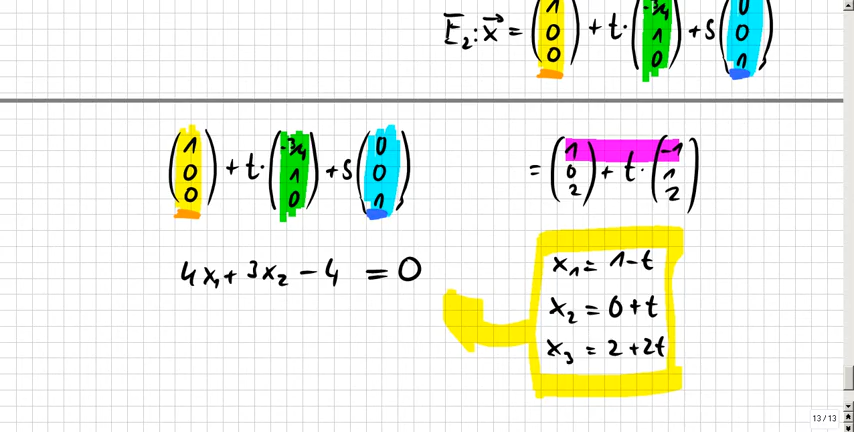 E₂: x⃗ = (1 0 0) + t · (-3/4 1 0) + s (0 0 1)
(1 0 0) + t · (-3/4 1 0) + s (0 0 1) = (1 0 2) + t · (-1 1 2)
4x₁ + 3x₂ - 4 = 0
x₁ = 1-t
x₂ = 0+t
x₃ = 2+2t
13 / 13